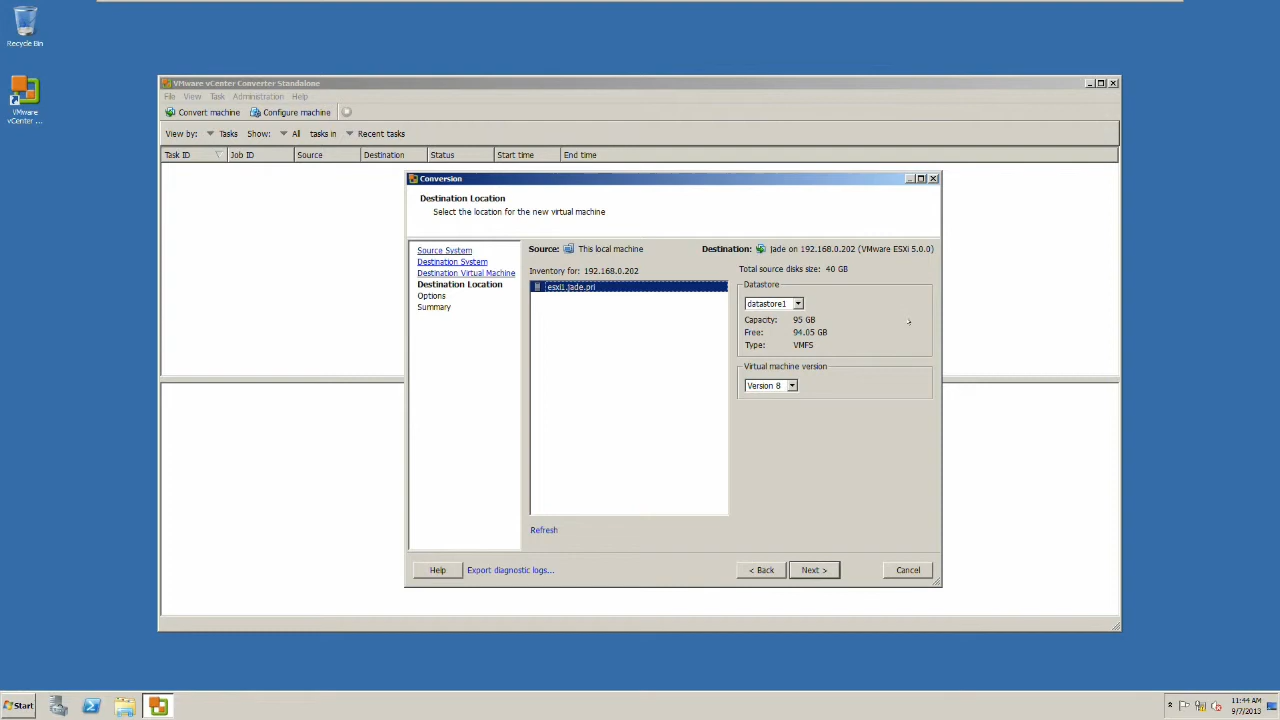 Recycle Bin
VMware
vCenter ...
VMware vCenter Converter Standalone
File View Task Administration Help
Convert machine Configure machine
View by: Tasks Show: All tasks in Recent tasks
Task ID Job ID Source Destination Status Start time End time
Conversion
Destination Location
Select the location for the new virtual machine
Source System
Destination System
Destination Virtual Machine
Destination Location
Options
Summary
Source: This local machine Destination: Jade on 192.168.0.202 (VMware ESXi 5.0.0)
Inventory for: 192.168.0.202
esxi1.jade.pri
Refresh
Total source disks size: 40 GB
Datastore
datastore1
Capacity: 95 GB
Free: 94.05 GB
Type: VMFS
Virtual machine version
Version 8
Help Export diagnostic logs... < Back Next > Cancel
Start
11:44 AM
9/7/2013